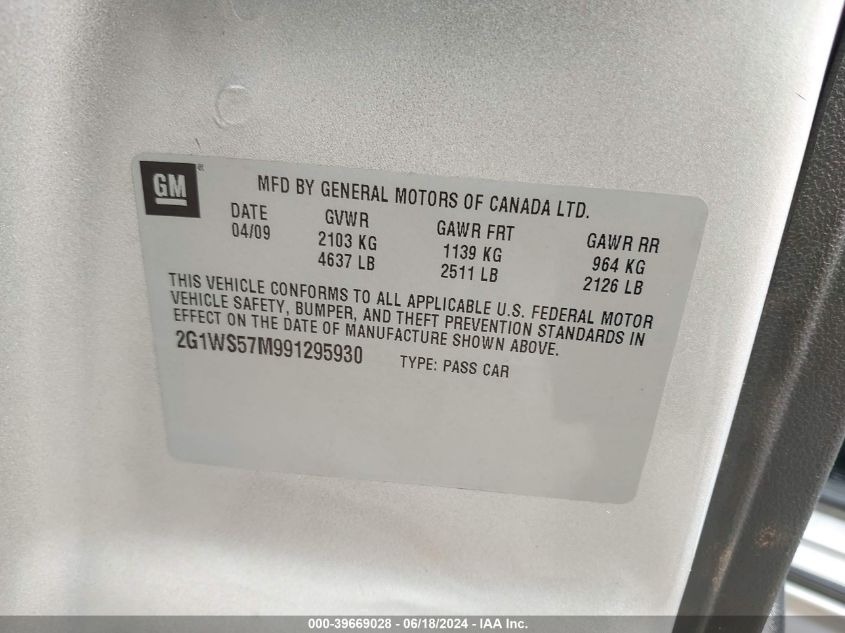 GM®
MFD BY GENERAL MOTORS OF CANADA LTD.
DATE GVWR GAWR FRT GAWR RR
04/09 2103 KG 1139 KG 964 KG
4637 LB 2511 LB 2126 LB
THIS VEHICLE CONFORMS TO ALL APPLICABLE U.S. FEDERAL MOTOR
VEHICLE SAFETY, BUMPER, AND THEFT PREVENTION STANDARDS IN
EFFECT ON THE DATE OF MANUFACTURE SHOWN ABOVE.
2G1WS57M991295930 TYPE: PASS CAR
000-39669028 - 06/18/2024 - IAA Inc.